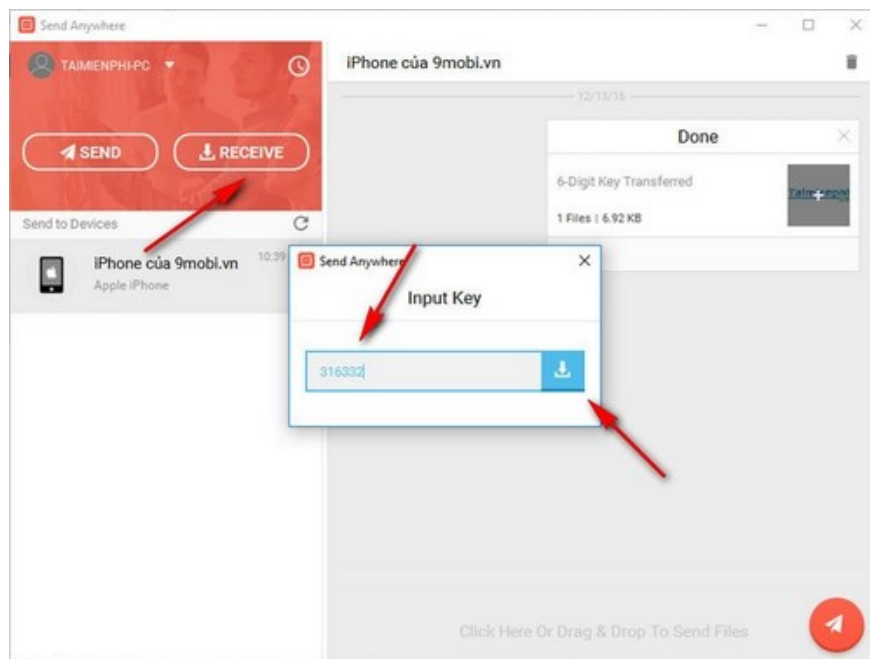 Send Anywhere
TAIMIENPHI-PC
SEND
RECEIVE
Send to Devices
iPhone của 9mobi.vn
10:39
Apple iPhone
iPhone của 9mobi.vn
12/13/16
Done
6-Digit Key Transferred
1 Files | 6.92 KB
Send Anywhere
Input Key
316332
Click Here Or Drag & Drop To Send Files